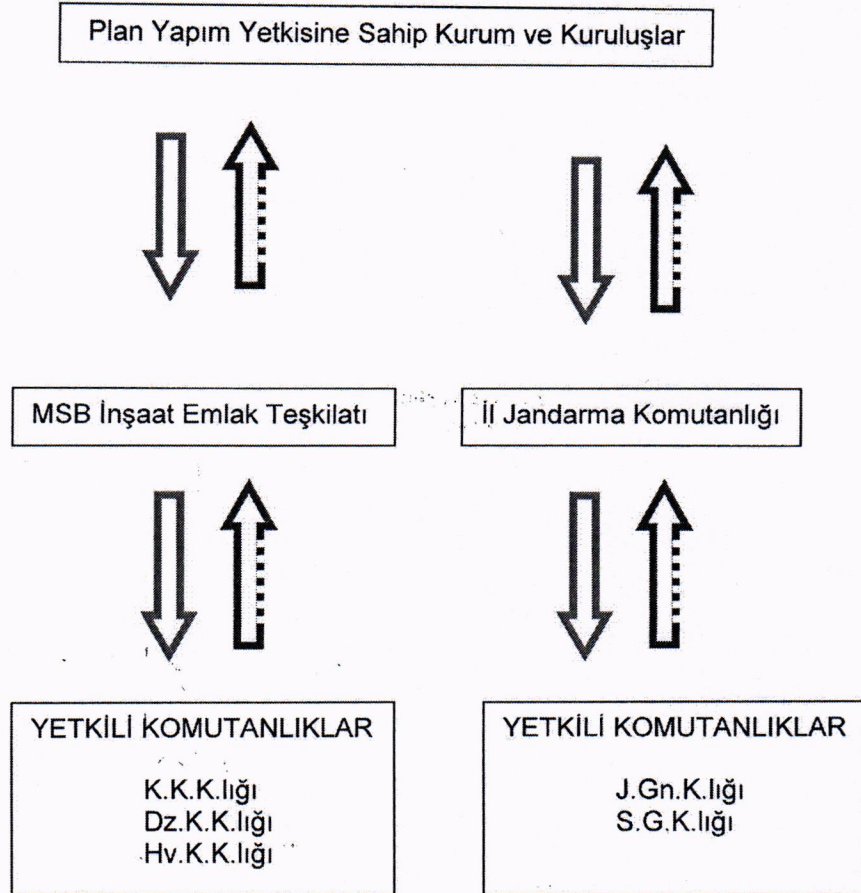 Plan Yapım Yetkisine Sahip Kurum ve Kuruluşlar
MSB İnşaat Emlak Teşkilatı
İl Jandarma Komutanlığı
YETKİLİ KOMUTANLIKLAR
K.K.K.lığı
Dz.K.K.lığı
Hv.K.K.lığı
YETKİLİ KOMUTANLIKLAR
J.Gn.K.lığı
S.G.K.lığı